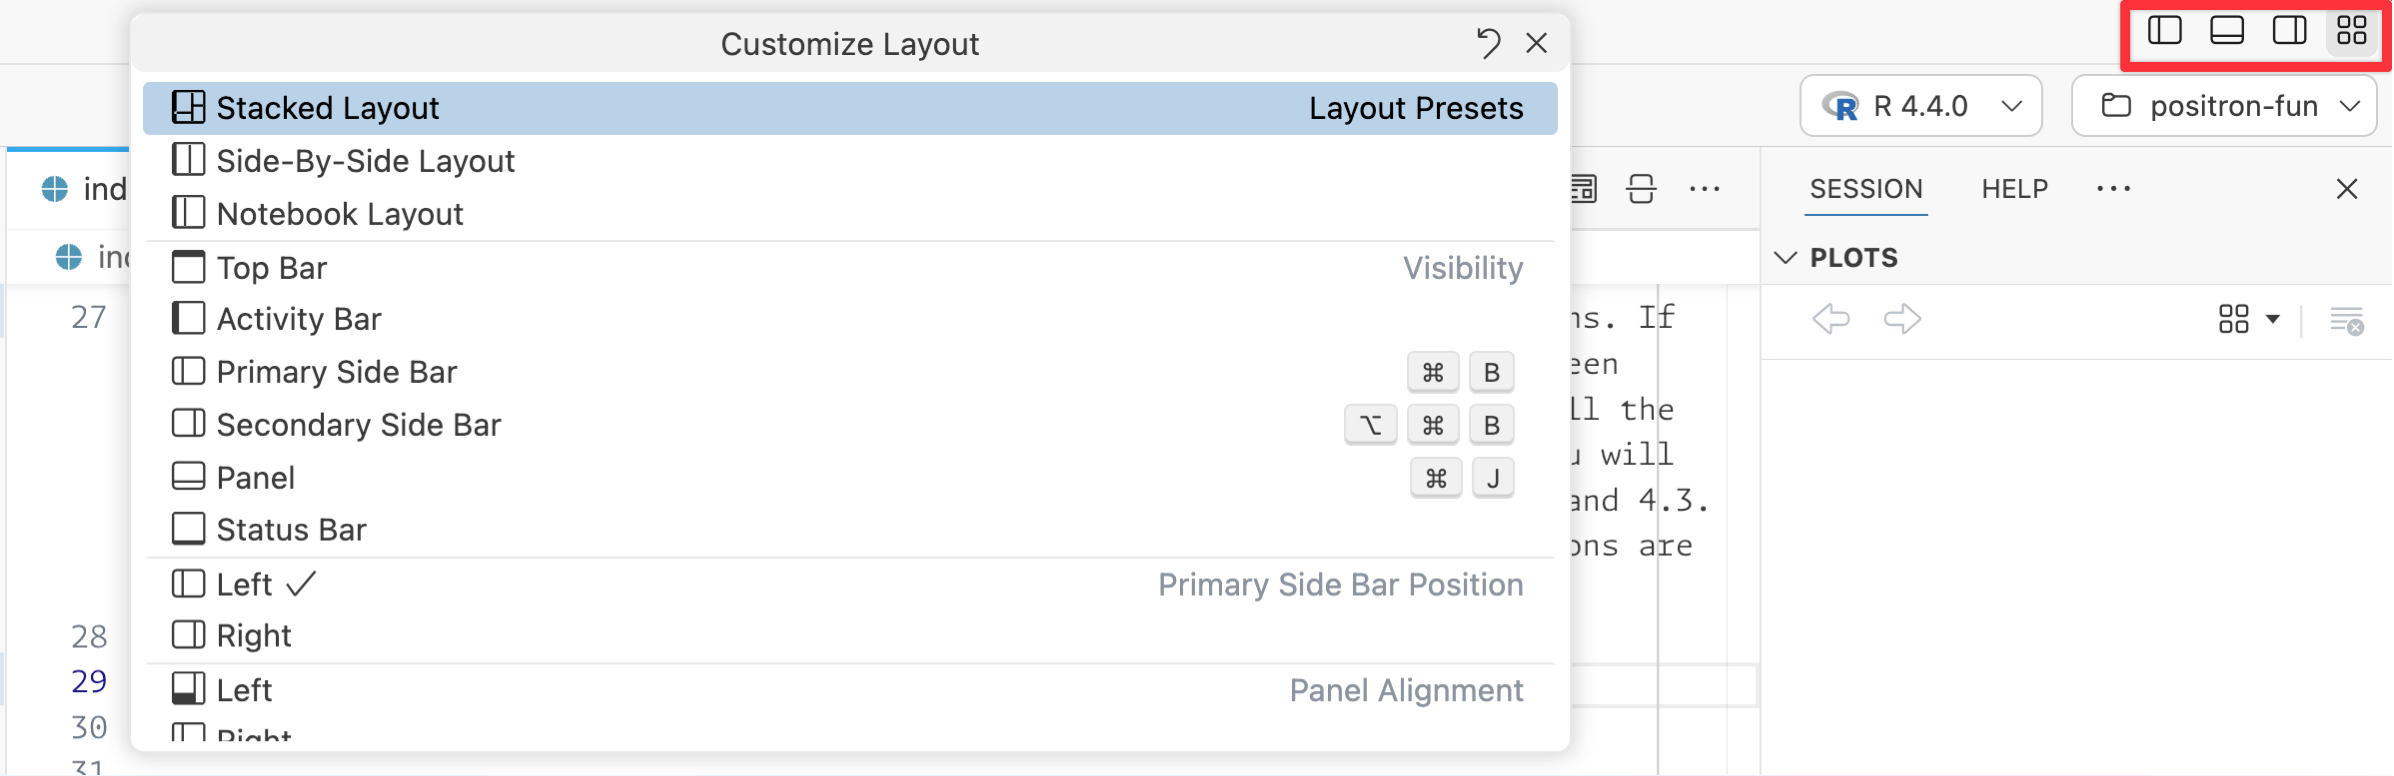 Customize Layout
Stacked Layout Layout Presets
Side-By-Side Layout
Notebook Layout
Top Bar Visibility
Activity Bar
Primary Side Bar ⌘ B
Secondary Side Bar ⌥ ⌘ B
Panel ⌘ J
Status Bar
Left ✓ Primary Side Bar Position
Right
Left Panel Alignment
Right
R 4.4.0
positron-fun
ind
ind
SESSION HELP ...
PLOTS
27
ns. If
een
ll the
u will
and 4.3.
ons are
28
29
30
31